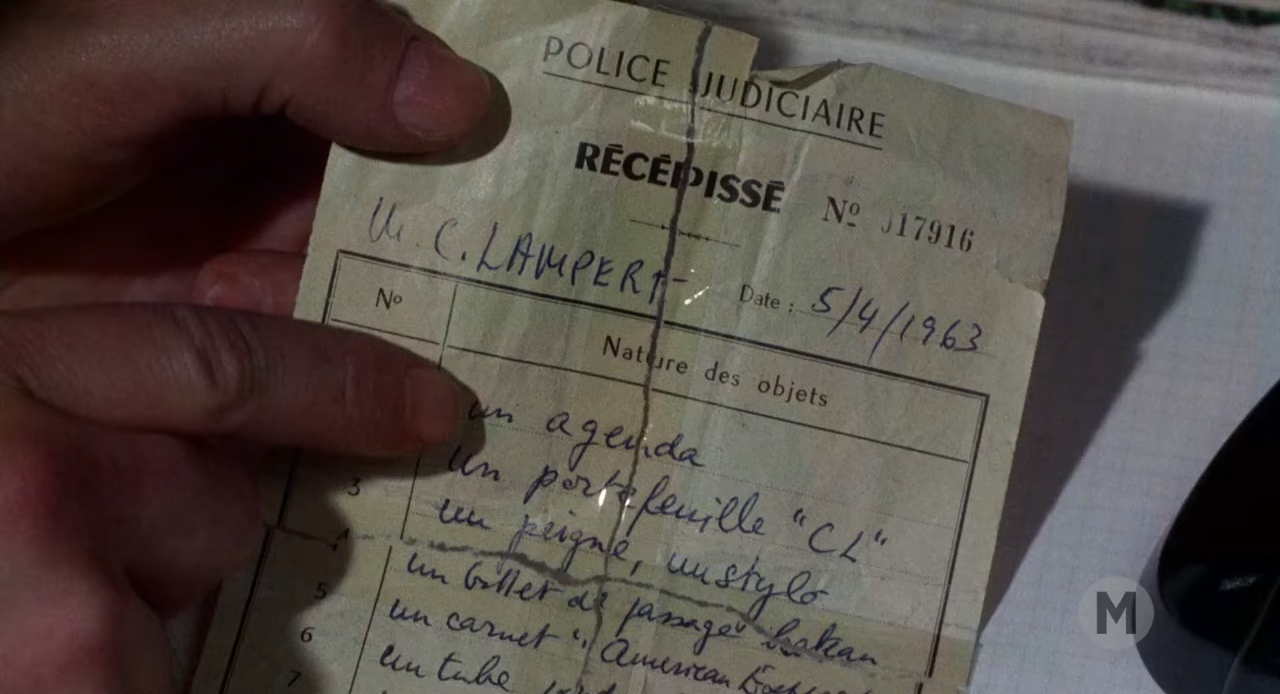 POLICE JUDICIAIRE
RÉCÉPISSÉ Nº 017916
M. C. LAMPERT
Date : 5/4/1963
Nº Nature des objets
un agenda
3 un portefeuille "CL"
4 un peigne, un stylo
5 un billet de passage
6 un carnet "American
7 un tube
M